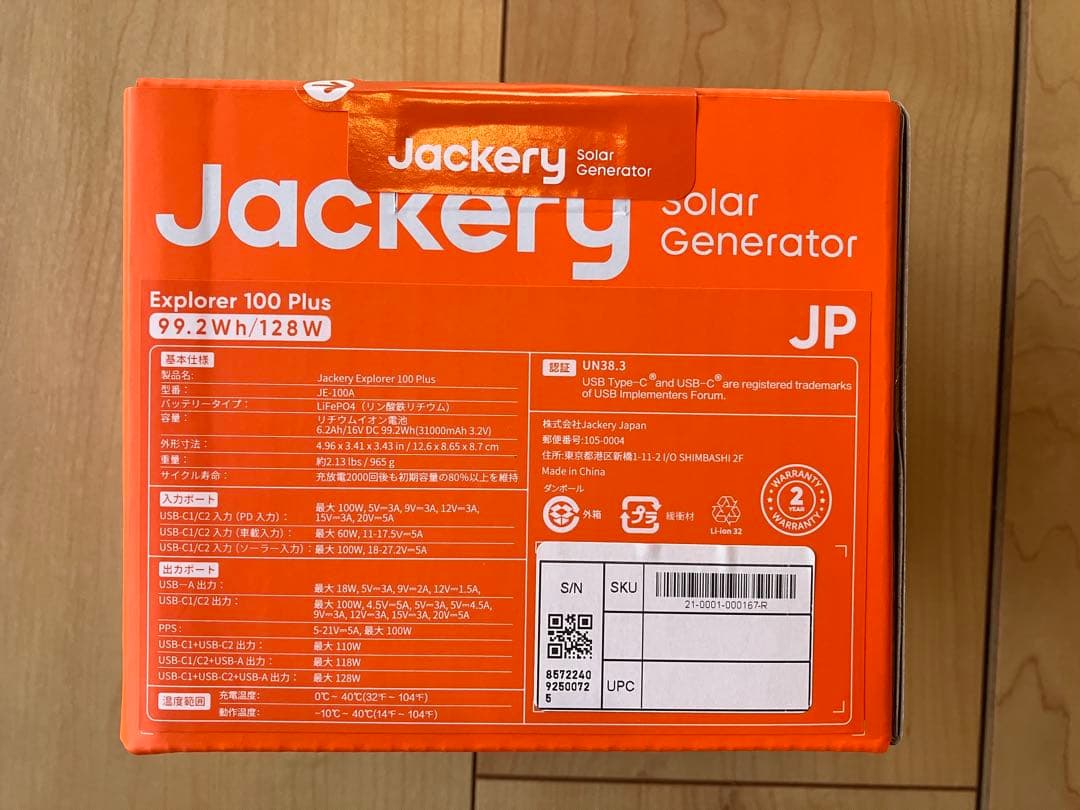 Jackery Solar
Generator
Jackery Solar
Generator
Explorer 100 Plus
99.2Wh/128W
JP
基本仕様
製品名: Jackery Explorer 100 Plus
型番： JE-100A
バッテリータイプ： LiFePO4（リン酸鉄リチウム）
容量： リチウムイオン電池
6.2Ah/16V DC 99.2Wh(31000mAh 3.2V)
外形寸法： 4.96 x 3.41 x 3.43 in / 12.6 x 8.65 x 8.7 cm
重量： 約2.13 lbs / 965 g
サイクル寿命： 充放電2000回後も初期容量の80%以上を維持
入力ポート
USB-C1/C2 入力 (PD 入力)： 最大 100W, 5V⎓3A, 9V⎓3A, 12V⎓3A,
15V⎓3A, 20V⎓5A
USB-C1/C2 入力（車載入力）： 最大 60W, 11-17.5V⎓5A
USB-C1/C2 入力（ソーラー入力）： 最大 100W, 18-27.2V⎓5A
出力ポート
USB-A 出力： 最大 18W, 5V⎓3A, 9V⎓2A, 12V⎓1.5A,
USB-C1/C2 出力： 最大 100W, 4.5V⎓5A, 5V⎓3A, 5V⎓4.5A,
9V⎓3A, 12V⎓3A, 15V⎓3A, 20V⎓5A
PPS： 5-21V⎓5A, 最大 100W
USB-C1+USB-C2 出力： 最大 110W
USB-C1/C2+USB-A 出力： 最大 118W
USB-C1+USB-C2+USB-A 出力： 最大 128W
温度範囲
充電温度: 0℃~ 40℃(32℉~ 104℉)
動作温度: -10℃~ 40℃(14℉~ 104℉)
認証 UN38.3
USB Type-C®and USB-C®are registered trademarks
of USB Implementers Forum.
株式会社Jackery Japan
郵便番号:105-0004
住所:東京都港区新橋1-11-2 I/O SHIMBASHI 2F
Made in China
ダンボール
外箱
プラ 緩衝材
Li-ion 32
WARRANTY
2
YEAR
WARRANTY
S/N
SKU
21-0001-000167-R
8572240
9250072
5
UPC